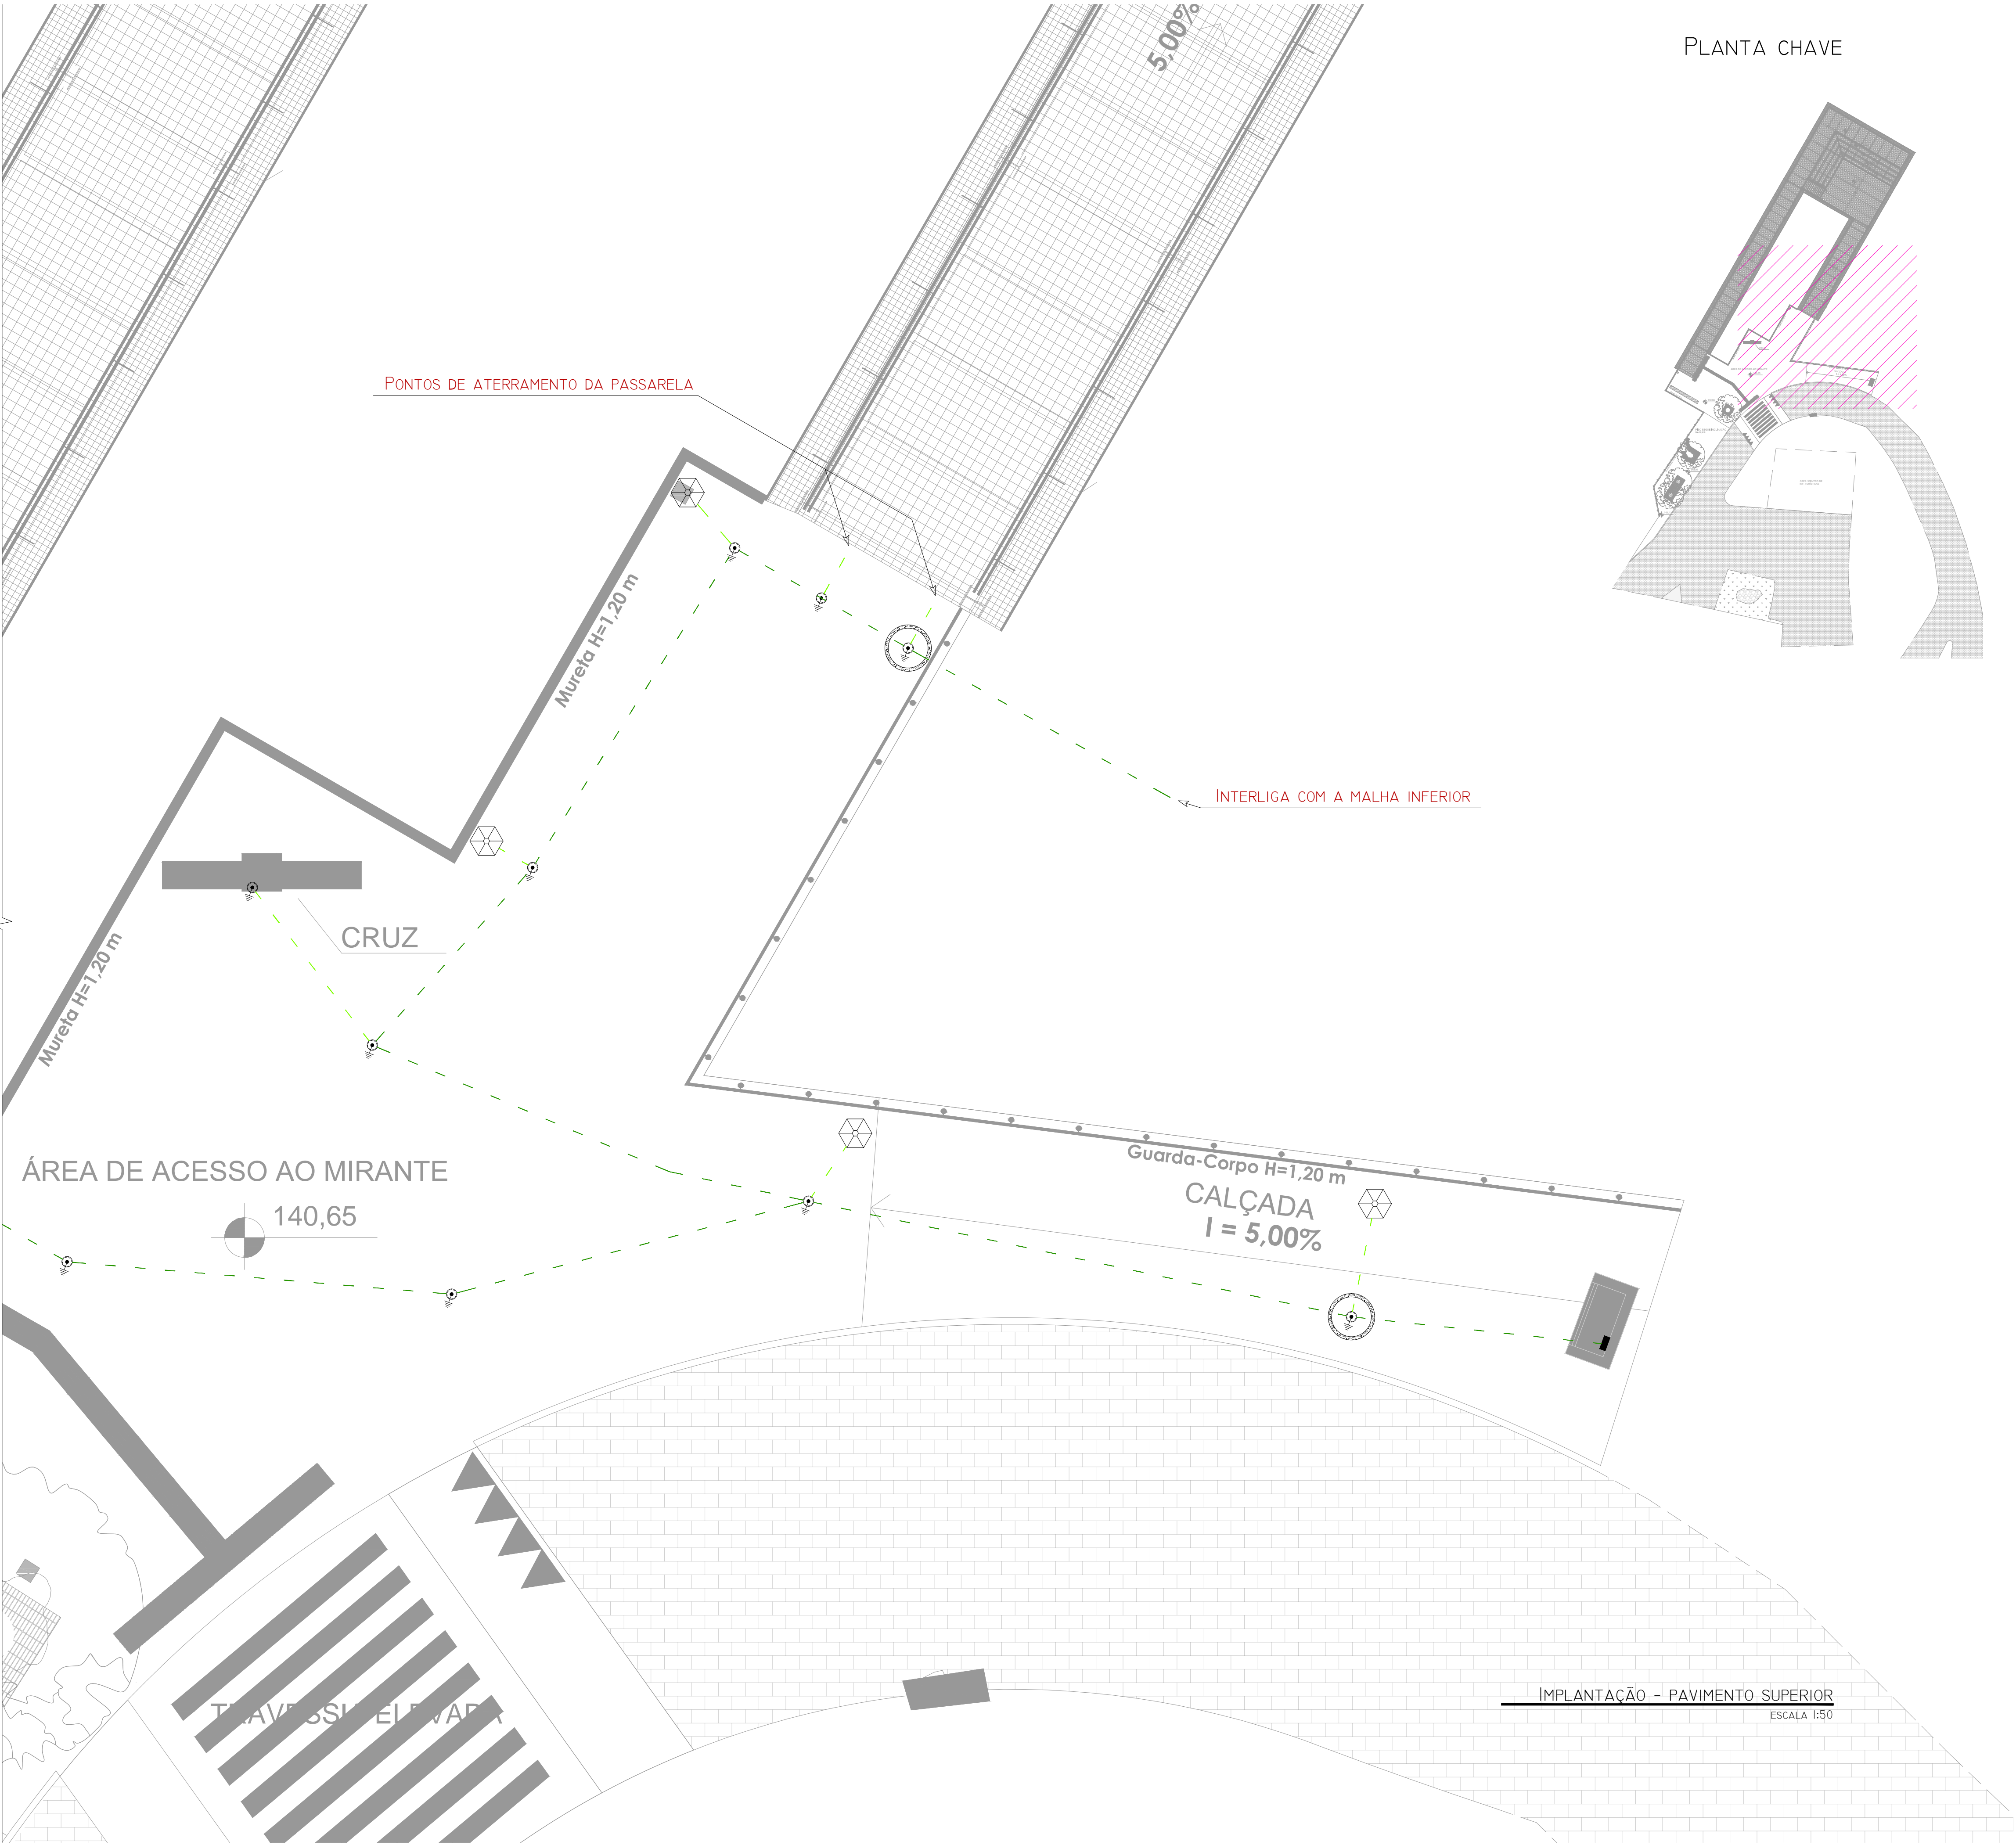 5,00%
PLANTA CHAVE
PONTOS DE ATERRAMENTO DA PASSARELA
Mureta H=1,20 m
INTERLIGA COM A MALHA INFERIOR
CRUZ
Mureta H=1,20 m
ÁREA DE ACESSO AO MIRANTE
140,65
Guarda-Corpo H=1,20 m
CALÇADA
I = 5,00%
IMPLANTAÇÃO - PAVIMENTO SUPERIOR
ESCALA 1:50